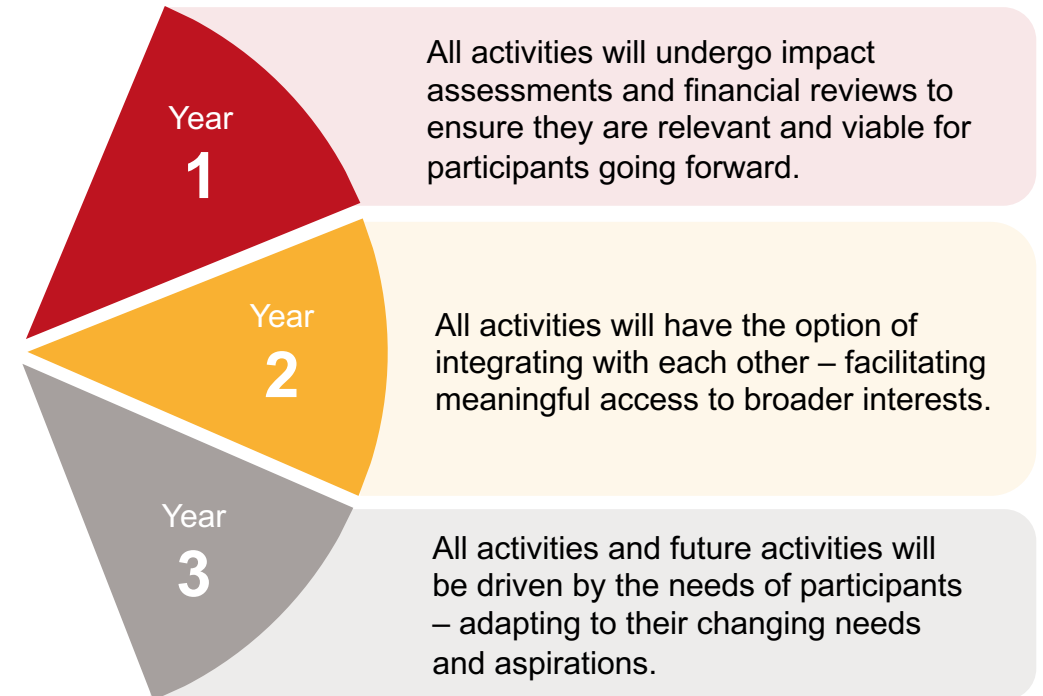 Year
1
All activities will undergo impact
assessments and financial reviews to
ensure they are relevant and viable for
participants going forward.
Year
2
All activities will have the option of
integrating with each other – facilitating
meaningful access to broader interests.
Year
3
All activities and future activities will
be driven by the needs of participants
– adapting to their changing needs
and aspirations.